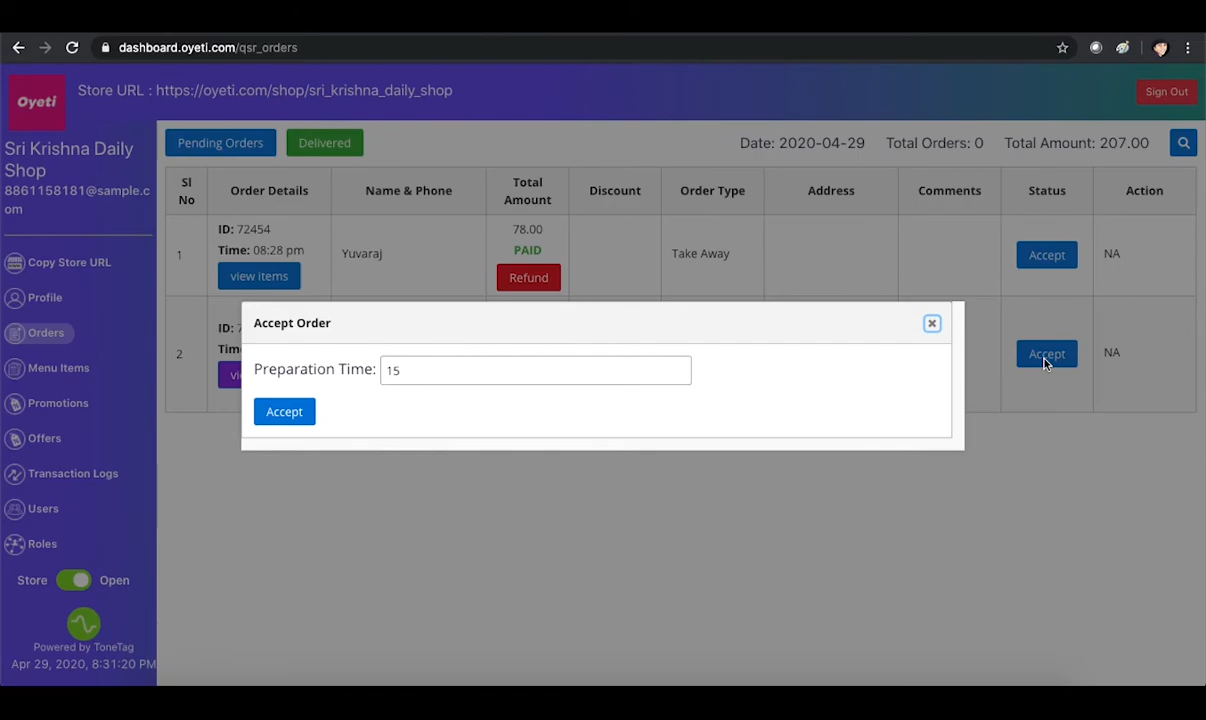 dashboard.oyeti.com/qsr_orders
Oyeti
Store URL : https://oyeti.com/shop/sri_krishna_daily_shop
Sign Out
Sri Krishna Daily
Shop
8861158181@sample.c
om
Copy Store URL
Profile
Orders
Menu Items
Promotions
Offers
Transaction Logs
Users
Roles
Store Open
Powered by ToneTag
Apr 29, 2020, 8:31:20 PM
Pending Orders Delivered Date: 2020-04-29 Total Orders: 0 Total Amount: 207.00
Sl No Order Details Name & Phone Total Amount Discount Order Type Address Comments Status Action
1 ID: 72454 Yuvaraj 78.00 Take Away Accept NA
Time: 08:28 pm PAID
view items Refund
2 ID: Accept NA
Accept Order
Preparation Time: 15
Accept